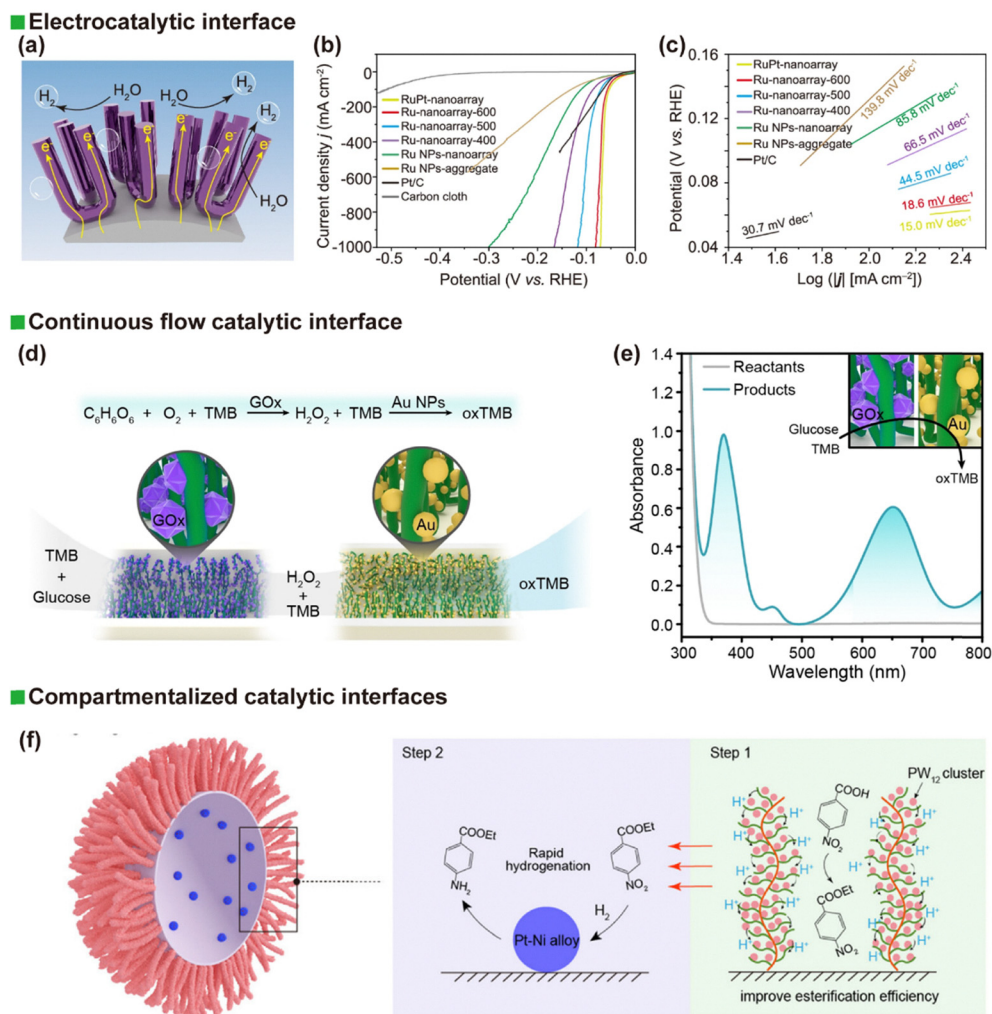 Electrocatalytic interface
(a)
H₂
H₂O
H₂O
H₂
H₂
e⁻
e⁻
e⁻
e⁻
e⁻
H₂O
(b)
Current density j (mA cm⁻²)
0
-200
-400
-600
-800
-1000
RuPt-nanoarray
Ru-nanoarray-600
Ru-nanoarray-500
Ru-nanoarray-400
Ru NPs-nanoarray
Ru NPs-aggregate
Pt/C
Carbon cloth
-0.5
-0.4
-0.3
-0.2
-0.1
0.0
Potential (V vs. RHE)
(c)
Potential (V vs. RHE)
0.16
0.12
0.08
0.04
RuPt-nanoarray
Ru-nanoarray-600
Ru-nanoarray-500
Ru-nanoarray-400
Ru NPs-nanoarray
Ru NPs-aggregate
Pt/C
139.8 mV dec⁻¹
85.8 mV dec⁻¹
66.5 mV dec⁻¹
44.5 mV dec⁻¹
18.6 mV dec⁻¹
15.0 mV dec⁻¹
30.7 mV dec⁻¹
1.5
1.8
2.1
2.4
Log (|j| [mA cm⁻²)
Continuous flow catalytic interface
(d)
C₆H₆O₆ + O₂ + TMB GOx H₂O₂ + TMB Au NPs oxTMB
GOx
Au
TMB
+
Glucose
H₂O₂
+
TMB
oxTMB
(e)
Absorbance
1.4
1.2
1.0
0.8
0.6
0.4
0.2
0.0
Reactants
Products
GOx
Au
Glucose
TMB
oxTMB
300
400
500
600
700
800
Wavelength (nm)
Compartmentalized catalytic interfaces
(f)
Step 2
COOEt
NH₂
Rapid
hydrogenation
COOEt
NO₂
H₂
Pt-Ni alloy
Step 1
PW₁₂ cluster
H⁺
H⁺
H⁺
H⁺
H⁺
H⁺
H⁺
H⁺
H⁺
H⁺
H⁺
H⁺
COOH
NO₂
COOEt
NO₂
improve esterification efficiency